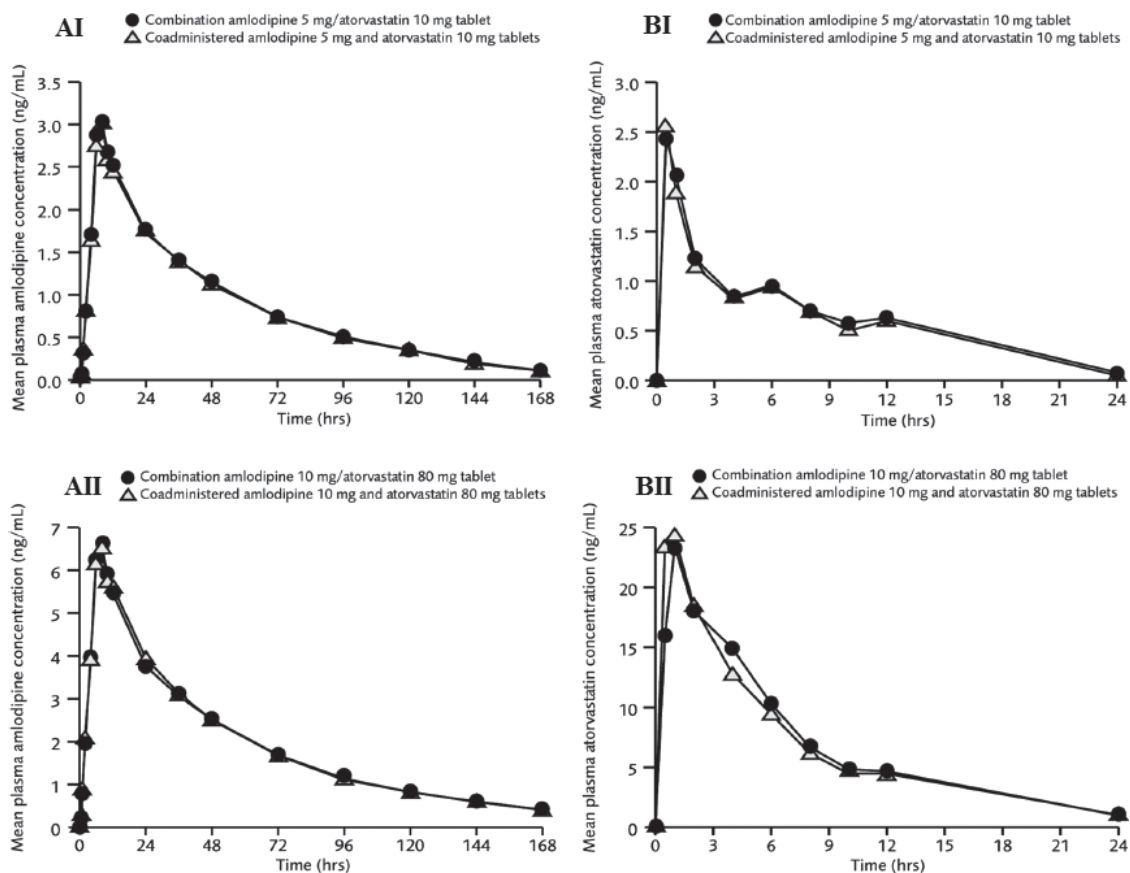 AI
Combination amlodipine 5 mg/atorvastatin 10 mg tablet
Coadministered amlodipine 5 mg and atorvastatin 10 mg tablets
Mean plasma amlodipine concentration (ng/mL)
3.5
3.0
2.5
2.0
1.5
1.0
0.5
0.0
0 24 48 72 96 120 144 168
Time (hrs)
BI
Combination amlodipine 5 mg/atorvastatin 10 mg tablet
Coadministered amlodipine 5 mg and atorvastatin 10 mg tablets
Mean plasma atorvastatin concentration (ng/mL)
3.0
2.5
2.0
1.5
1.0
0.5
0.0
0 3 6 9 12 15 18 21 24
Time (hrs)
AII
Combination amlodipine 10 mg/atorvastatin 80 mg tablet
Coadministered amlodipine 10 mg and atorvastatin 80 mg tablets
Mean plasma amlodipine concentration (ng/mL)
7
6
5
4
3
2
1
0
0 24 48 72 96 120 144 168
Time (hrs)
BII
Combination amlodipine 10 mg/atorvastatin 80 mg tablet
Coadministered amlodipine 10 mg and atorvastatin 80 mg tablets
Mean plasma atorvastatin concentration (ng/mL)
25
20
15
10
5
0
0 3 6 9 12 15 18 21 24
Time (hrs)